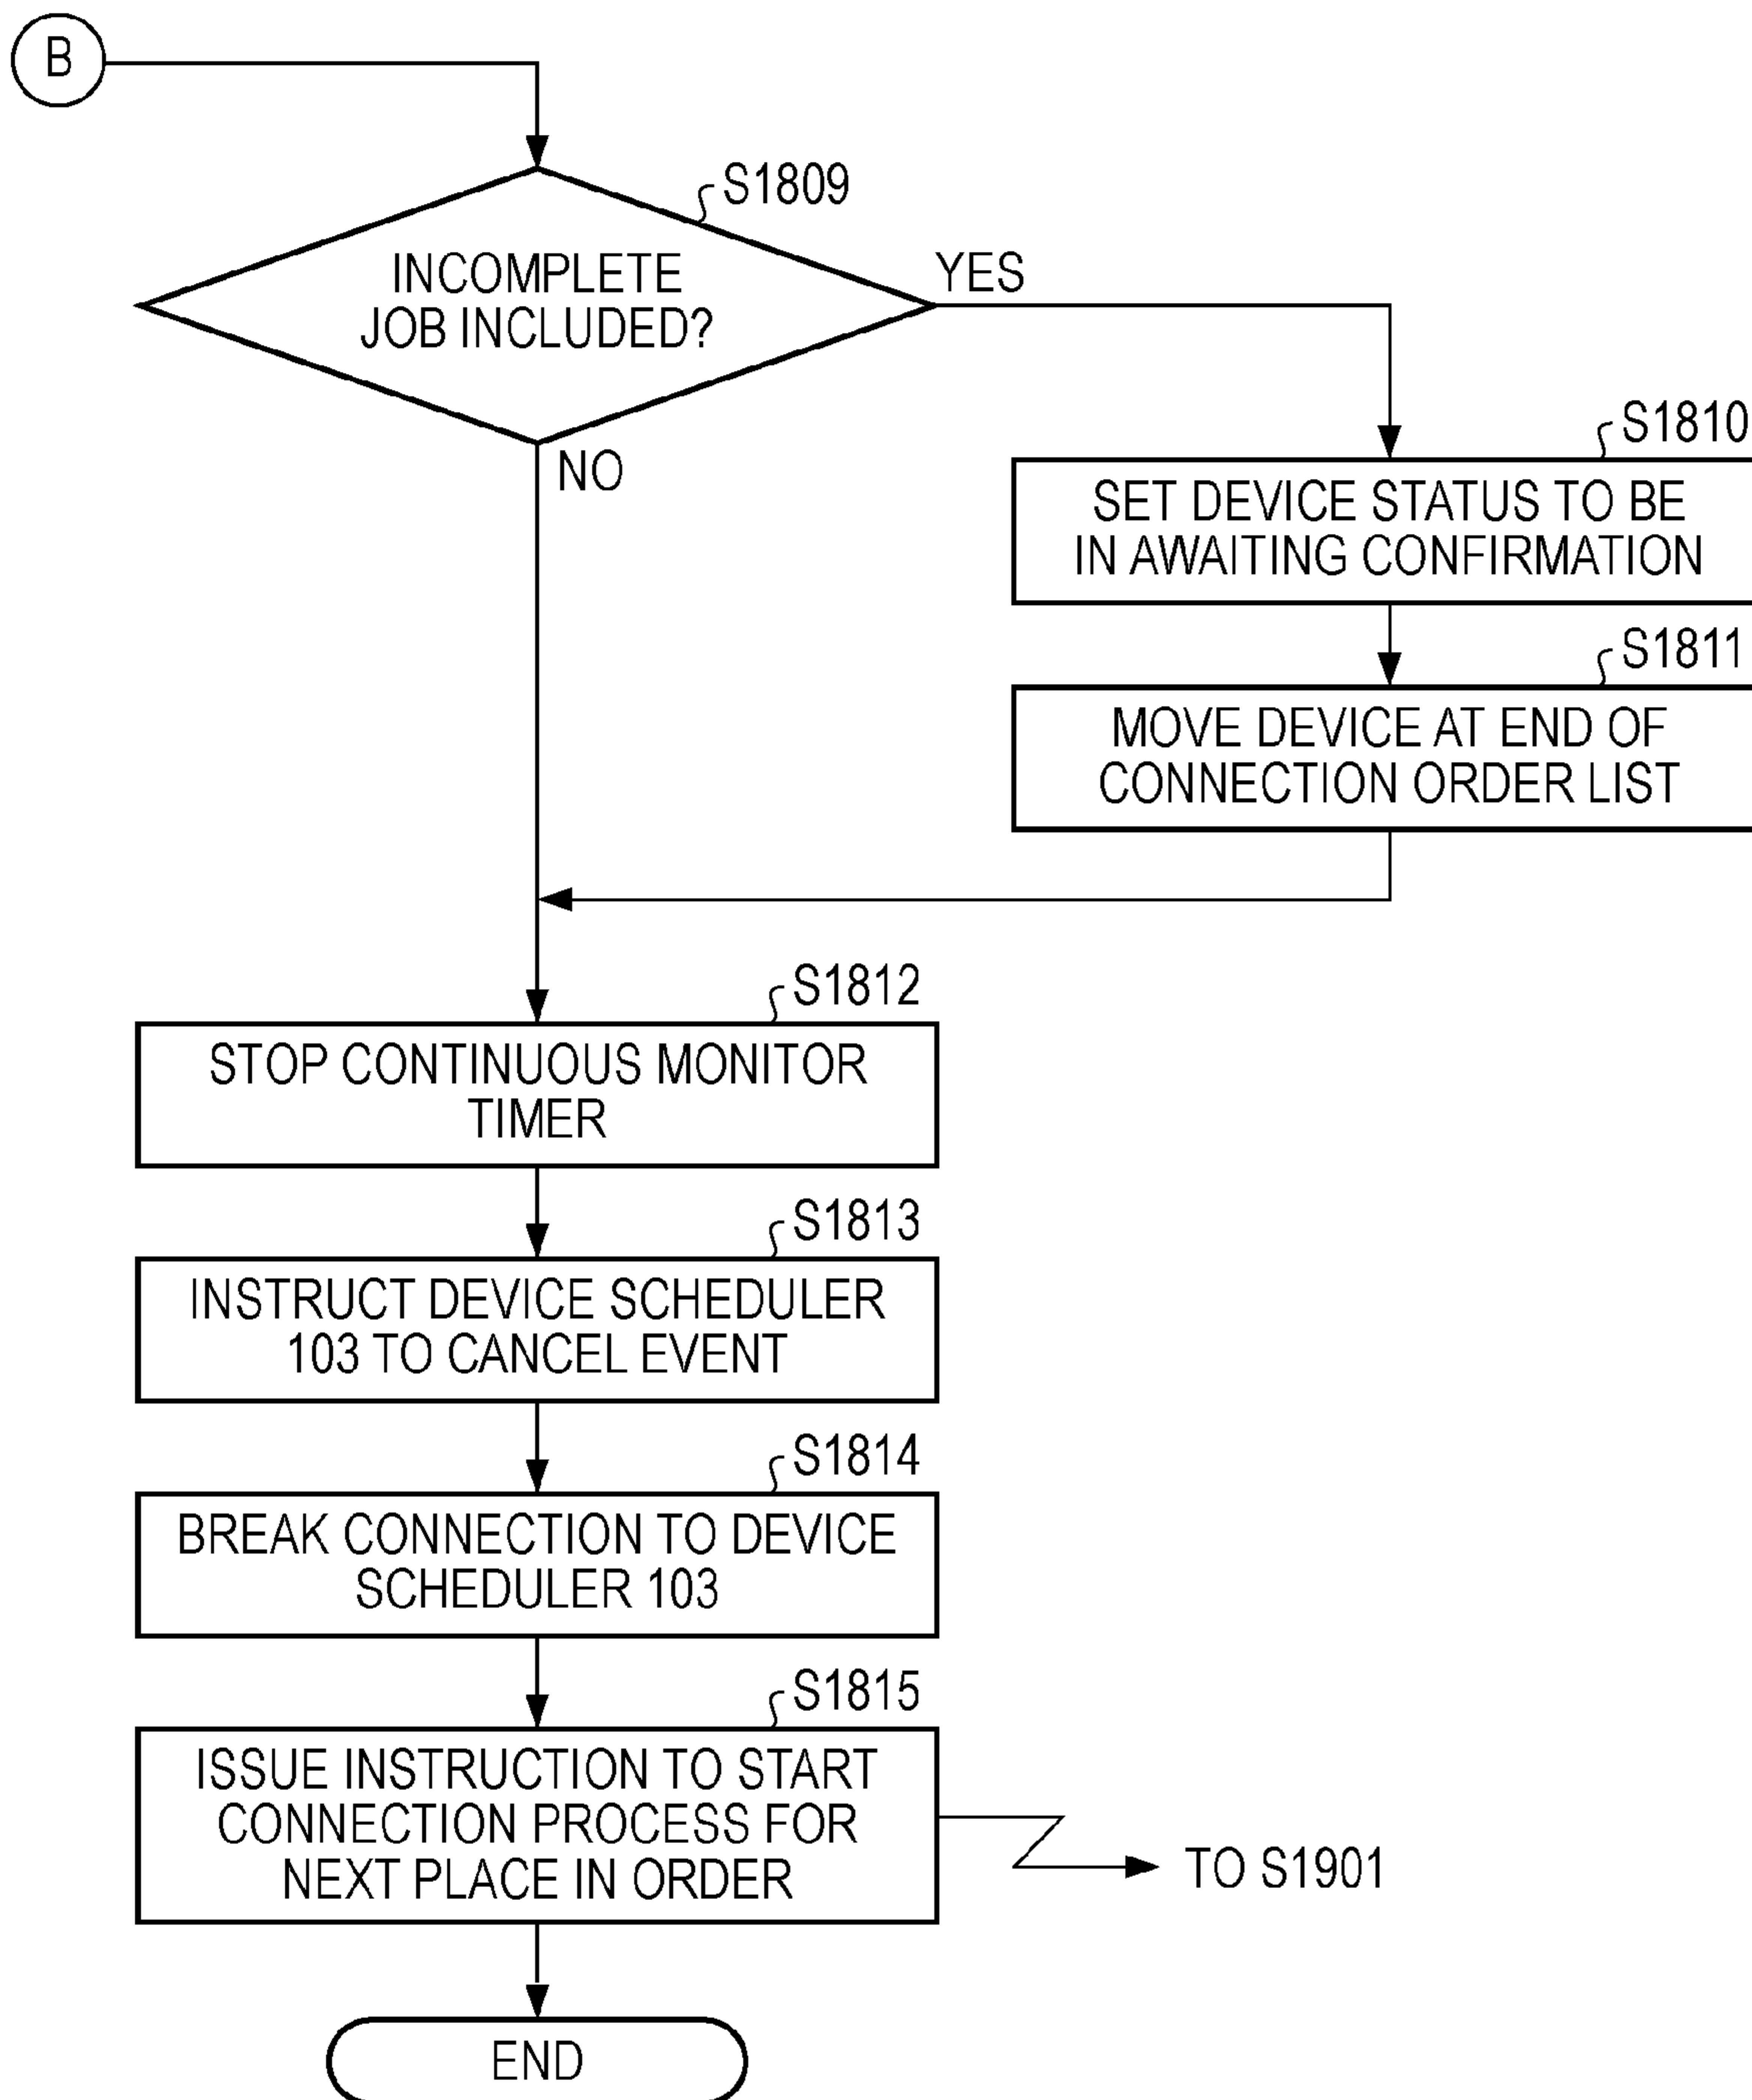 B
S1809
INCOMPLETE
JOB INCLUDED?
YES
NO
S1810
SET DEVICE STATUS TO BE
IN AWAITING CONFIRMATION
S1811
MOVE DEVICE AT END OF
CONNECTION ORDER LIST
S1812
STOP CONTINUOUS MONITOR
TIMER
S1813
INSTRUCT DEVICE SCHEDULER
103 TO CANCEL EVENT
S1814
BREAK CONNECTION TO DEVICE
SCHEDULER 103
S1815
ISSUE INSTRUCTION TO START
CONNECTION PROCESS FOR
NEXT PLACE IN ORDER
TO S1901
END